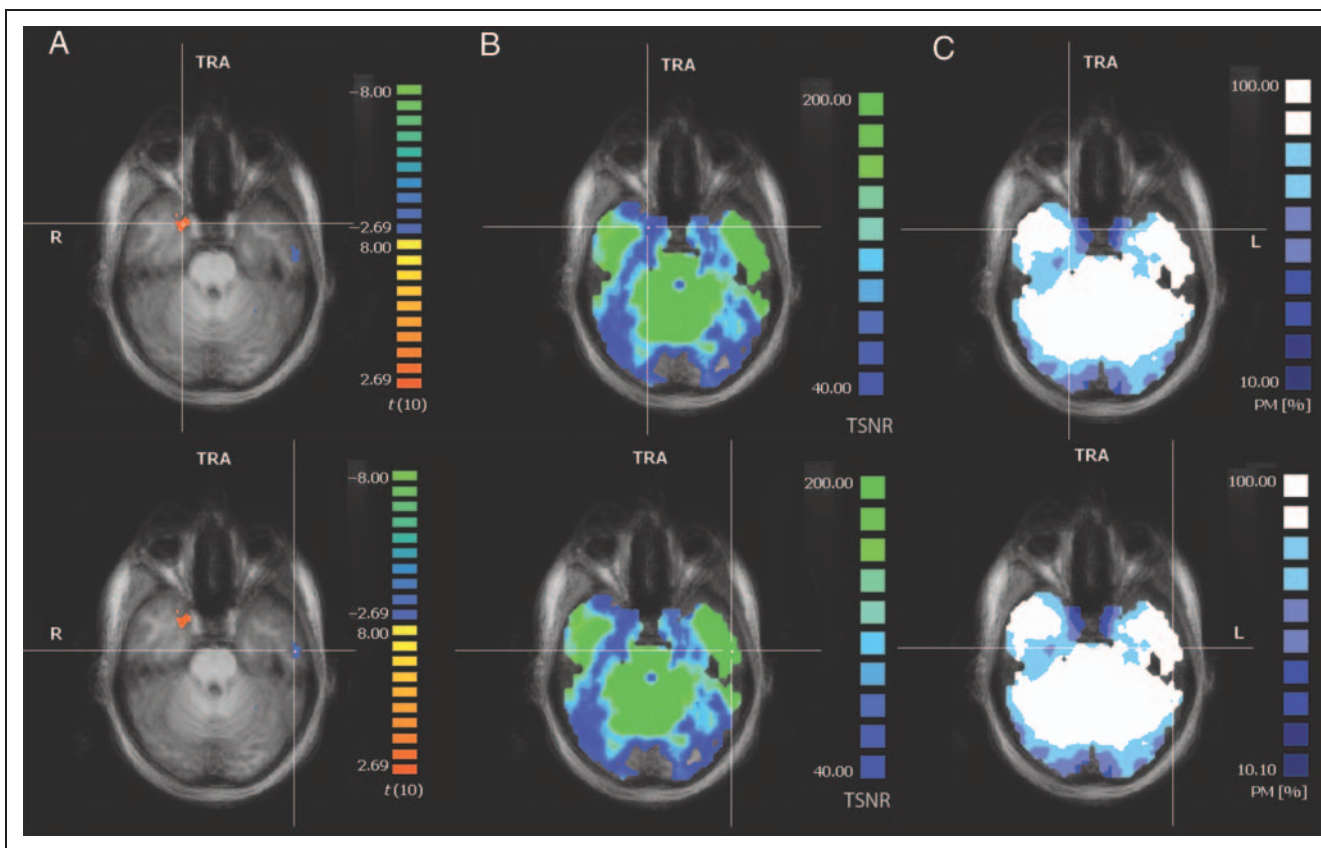 A
TRA
R
−8.00
−2.69
8.00
2.69
t(10)
B
TRA
200.00
40.00
TSNR
C
TRA
L
100.00
10.00
PM [%]
TRA
R
−8.00
−2.69
8.00
2.69
t(10)
TRA
200.00
40.00
TSNR
TRA
L
100.00
10.10
PM [%]